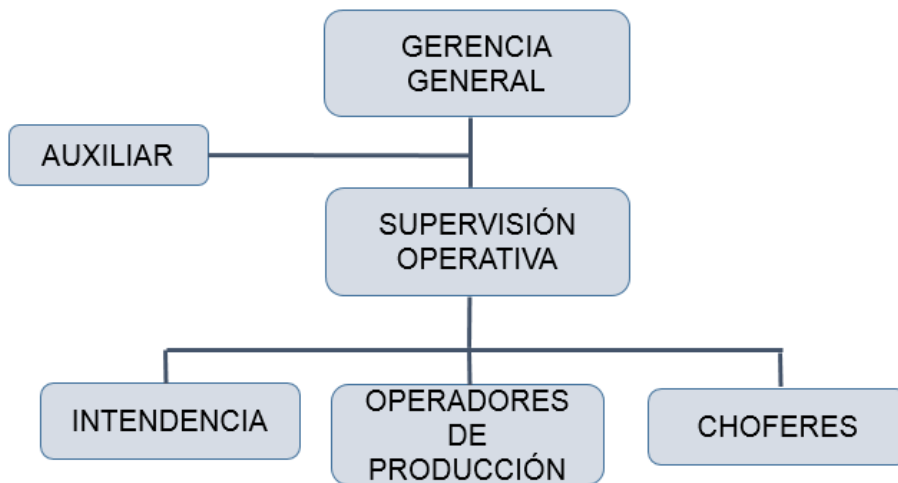 GERENCIA
GENERAL
AUXILIAR
SUPERVISIÓN
OPERATIVA
INTENDENCIA
OPERADORES
DE
PRODUCCIÓN
CHOFERES